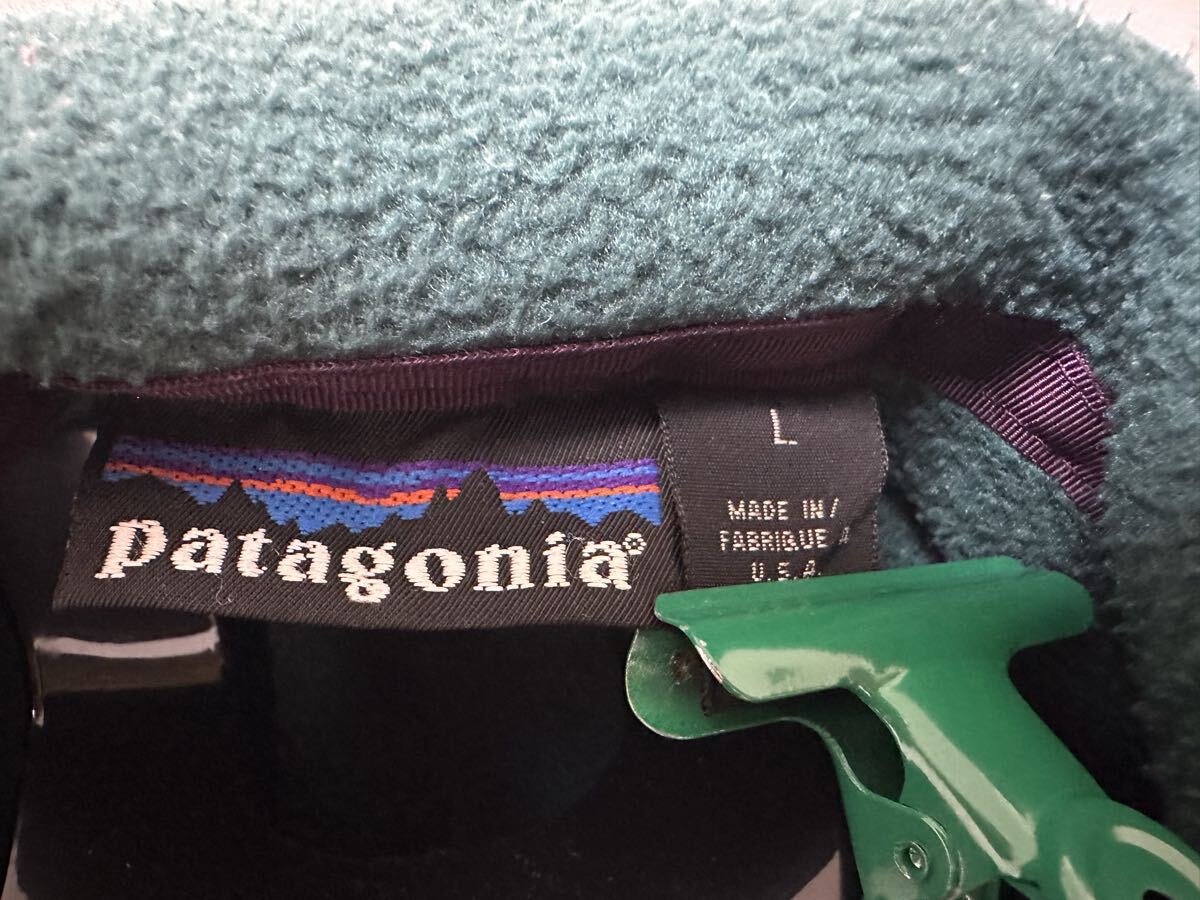 patagonia®
L
MADE IN/
FABRIQUE A
U.S.A.